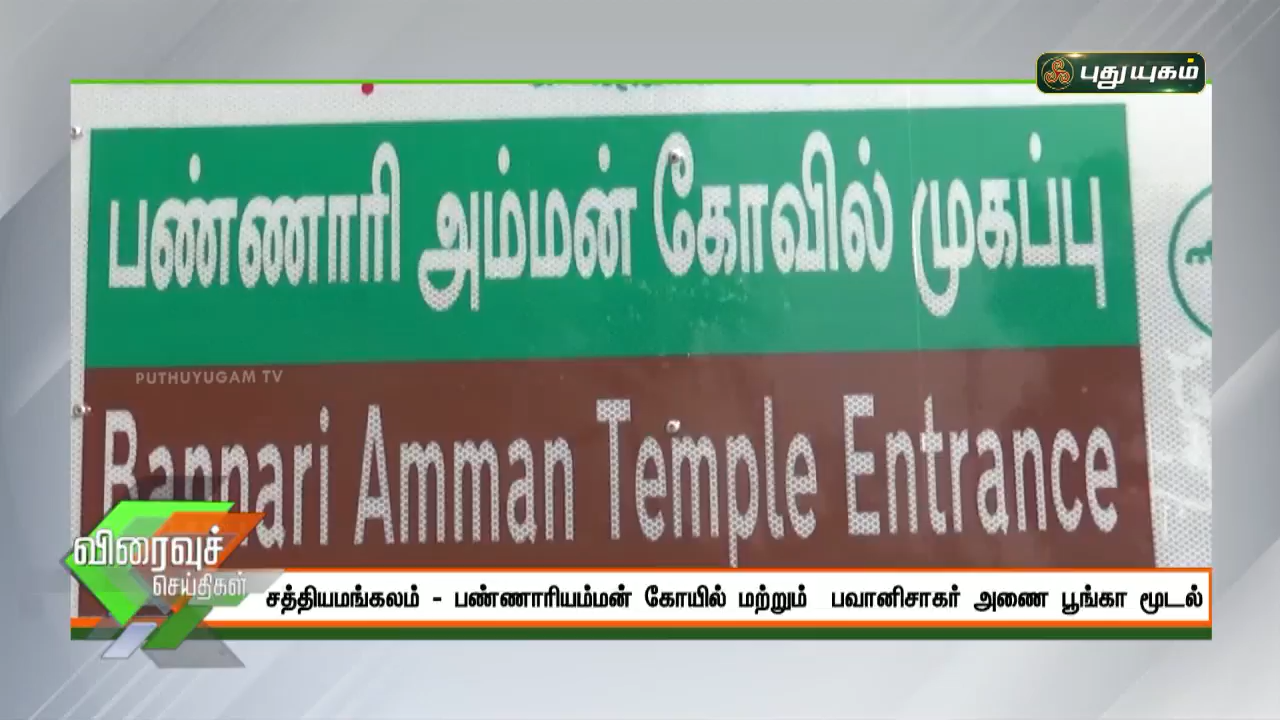 புதுயுகம்
பண்ணாரி அம்மன் கோவில் முகப்பு
PUTHUYUGAM TV
Bannari Amman Temple Entrance
விரைவுச்
செய்திகள்
சத்தியமங்கலம் - பண்ணாரியம்மன் கோயில் மற்றும் பவானிசாகர் அணை பூங்கா மூடல்